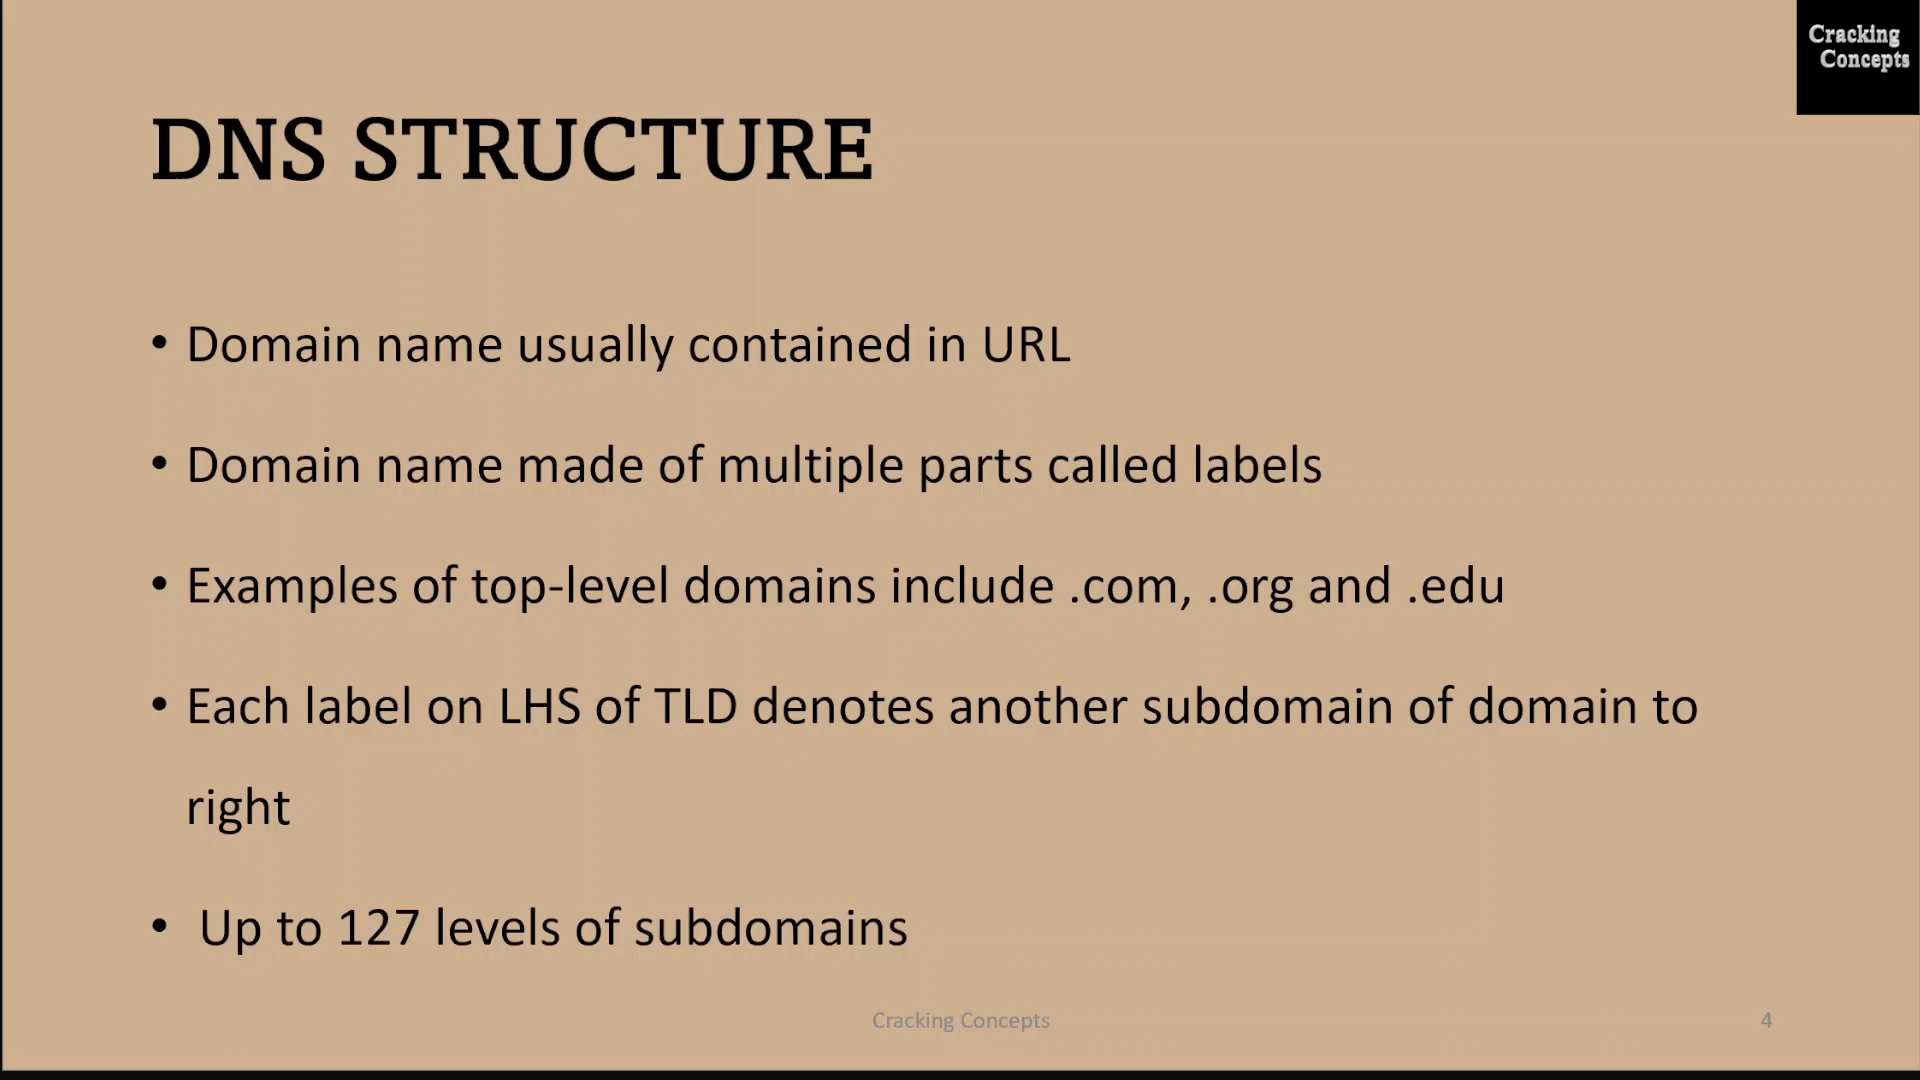 Cracking
Concepts
DNS STRUCTURE
• Domain name usually contained in URL
• Domain name made of multiple parts called labels
• Examples of top-level domains include .com, .org and .edu
• Each label on LHS of TLD denotes another subdomain of domain to
right
• Up to 127 levels of subdomains
Cracking Concepts
4